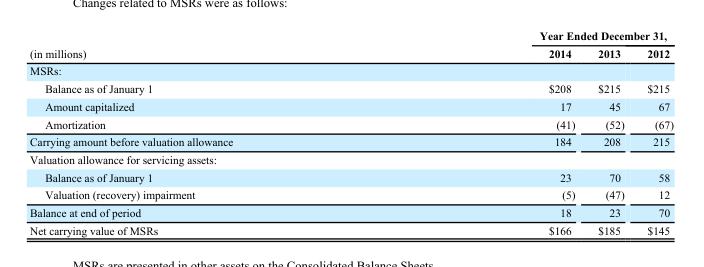 Changes related to MSRs were as follows:
Year Ended December 31,
(in millions) 2014 2013 2012
MSRs:
Balance as of January 1 $208 $215 $215
Amount capitalized 17 45 67
Amortization (41) (52) (67)
Carrying amount before valuation allowance 184 208 215
Valuation allowance for servicing assets:
Balance as of January 1 23 70 58
Valuation (recovery) impairment (5) (47) 12
Balance at end of period 18 23 70
Net carrying value of MSRs $166 $185 $145
MSRs are presented in other assets on the Consolidated Balance Sheets